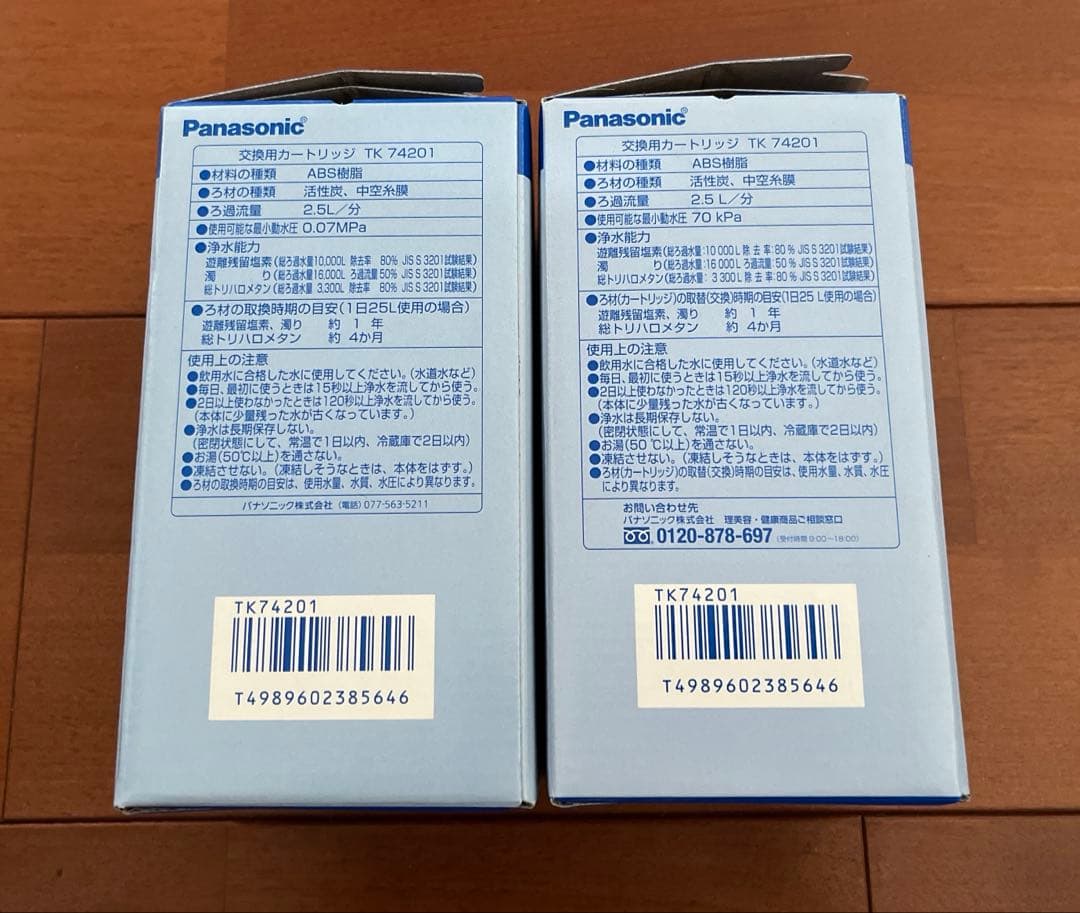 Panasonic®
交換用カートリッジ TK 74201
●材料の種類 ABS樹脂
●ろ材の種類 活性炭、中空糸膜
●ろ過流量 2.5L／分
●使用可能な最小動水圧 0.07MPa
●浄水能力
遊離残留塩素(総ろ過水量10,000L 除去率 80% JIS S 3201試験結果)
濁り(総ろ過水量16,000L ろ過流量50% JIS S 3201試験結果)
総トリハロメタン(総ろ過水量 3,300L 除去率 80% JIS S 3201試験結果)
●ろ材の取換時期の目安(1日25L使用の場合)
遊離残留塩素、濁り 約 1 年
総トリハロメタン 約 4か月
使用上の注意
●飲用水に合格した水に使用してください。(水道水など)
●毎日、最初に使うときは15秒以上浄水を流してから使う。
●2日以上使わなかったときは120秒以上浄水を流してから使う。
(本体に少量残った水が古くなっています。)
●浄水は長期保存しない。
(密閉状態にして、常温で1日以内、冷蔵庫で2日以内)
●お湯(50℃以上)を通さない。
●凍結させない。(凍結しそうなときは、本体をはずす。)
●ろ材の取換時期の目安は、使用水量、水質、水圧により異なります。
パナソニック株式会社 (電話) 077-563-5211
TK74201
T4989602385646
Panasonic®
交換用カートリッジ TK 74201
●材料の種類 ABS樹脂
●ろ材の種類 活性炭、中空糸膜
●ろ過流量 2.5 L／分
●使用可能な最小動水圧 70 kPa
●浄水能力
遊離残留塩素(総ろ過水量:10 000 L 除 去 率:80 % JIS S 3201試験結果)
濁り(総ろ過水量:16 000 L ろ過流量:50 % JIS S 3201試験結果)
総トリハロメタン(総ろ過水量: 3 300 L 除 去 率:80 % JIS S 3201試験結果)
●ろ材(カートリッジ)の取替(交換)時期の目安(1日25 L使用の場合)
遊離残留塩素、濁り 約 1 年
総トリハロメタン 約 4か月
使用上の注意
●飲用水に合格した水に使用してください。(水道水など)
●毎日、最初に使うときは15秒以上浄水を流してから使う。
●2日以上使わなかったときは120秒以上浄水を流してから使う。
(本体に少量残った水が古くなっています。)
●浄水は長期保存しない。
(密閉状態にして、常温で1日以内、冷蔵庫で2日以内)
●お湯(50 ℃以上)を通さない。
●凍結させない。(凍結しそうなときは、本体をはずす。)
●ろ材(カートリッジ)の取替(交換)時期の目安は、使用水量、水質、水圧
により異なります。
お問い合わせ先
パナソニック株式会社 理美容・健康商品ご相談窓口
0120-878-697 (受付時間 9:00～18:00)
TK74201
T4989602385646